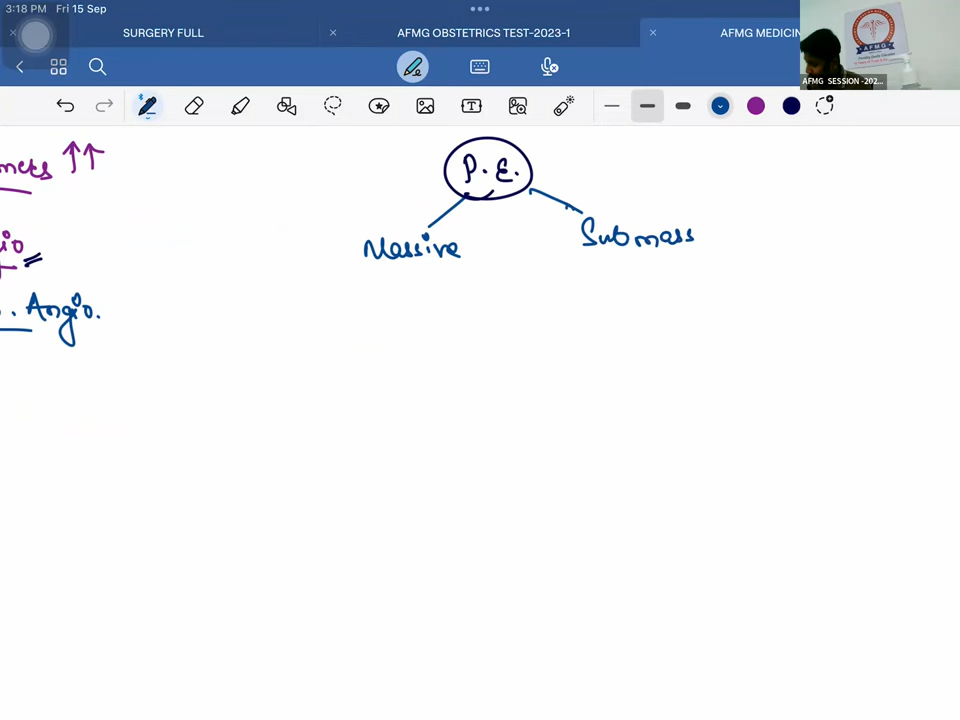 3:18 PM Fri 15 Sep
SURGERY FULL
AFMG OBSTETRICS TEST-2023-1
AFMG MEDICIN
AFMG
AFMG SESSION -202...
P.E.
Massive
Submass
. Angio.